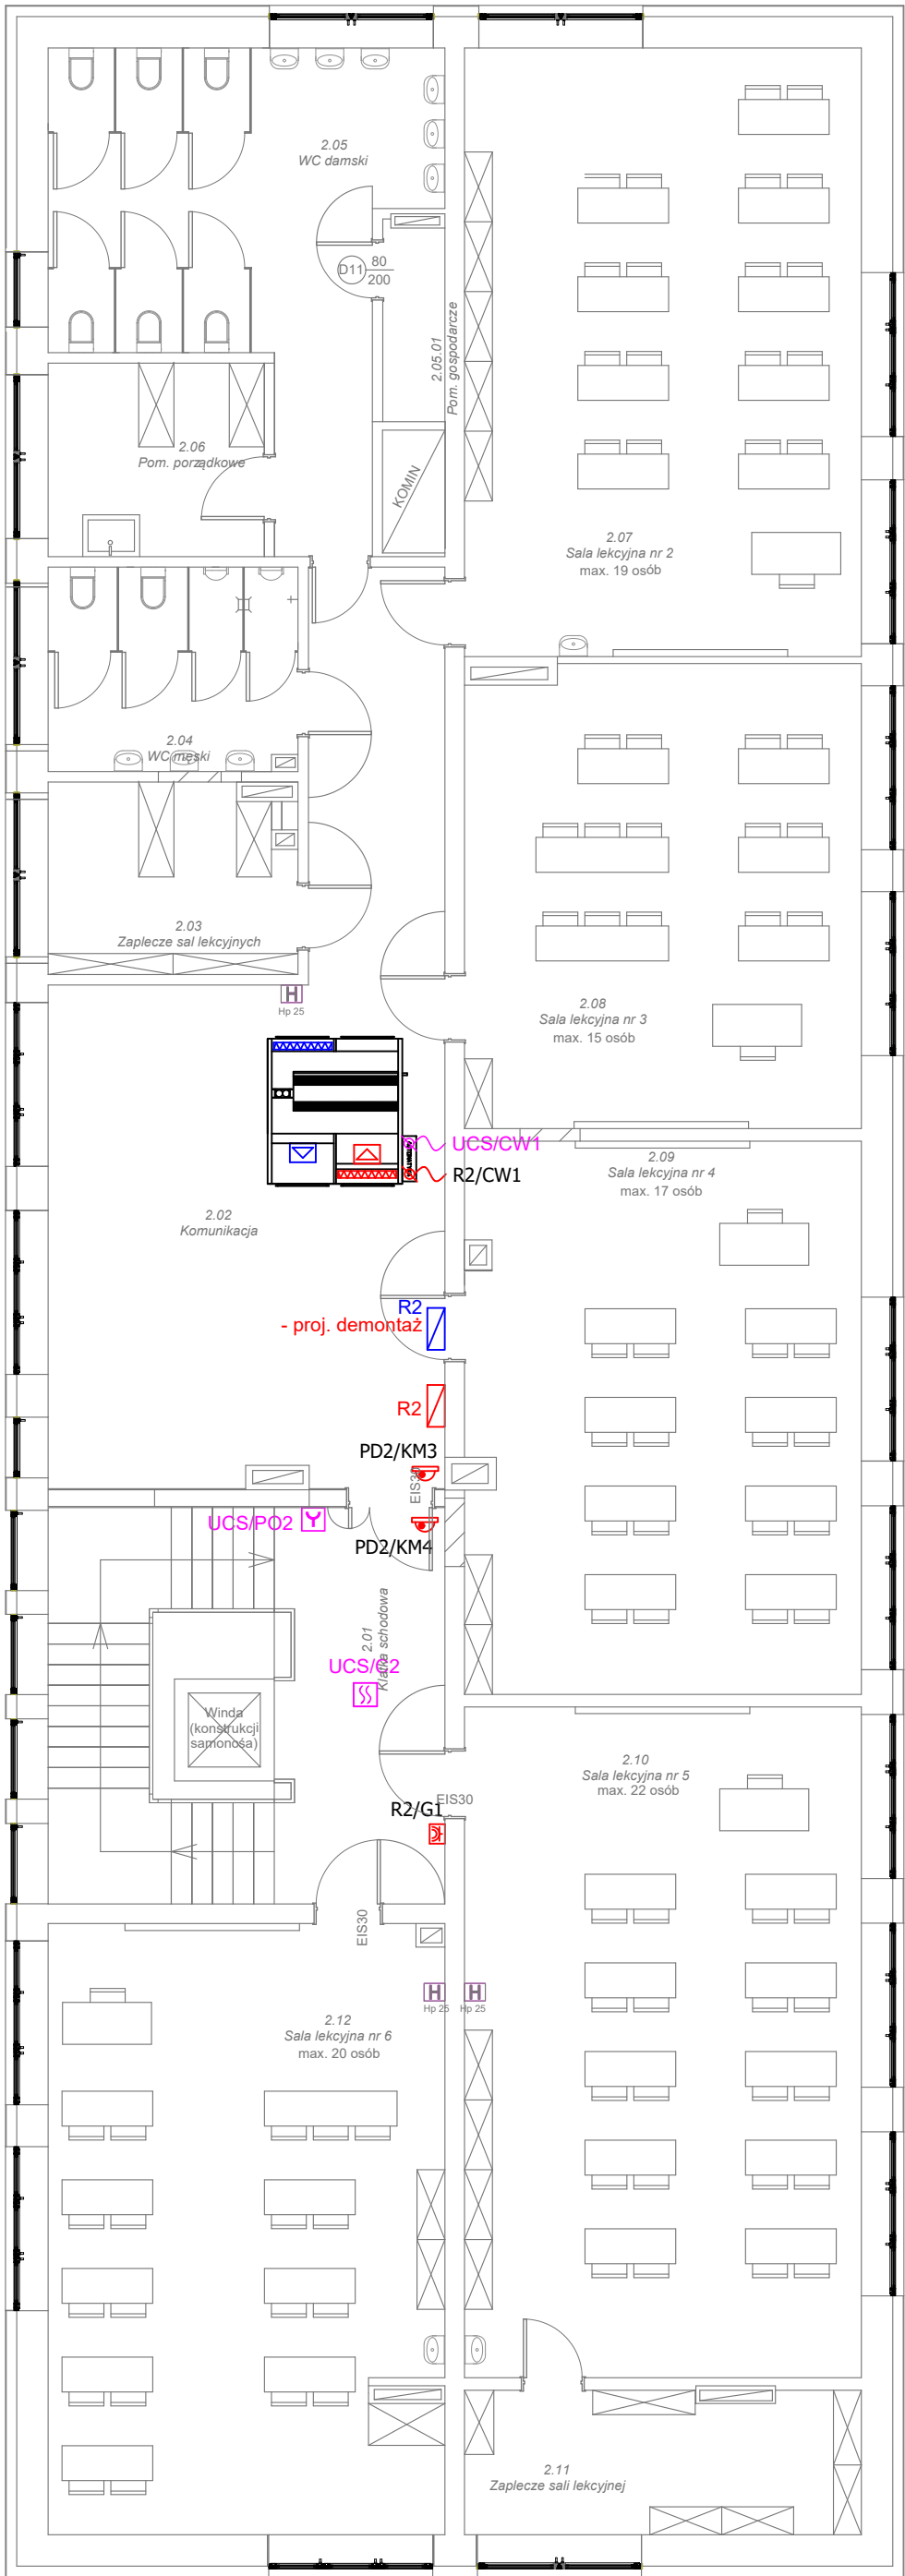 2.05
WC damski
D11
80
200
2.05.01
Pom. gospodarcze
2.06
Pom. porządkowe
KOMIN
2.07
Sala lekcyjna nr 2
max. 19 osób
2.04
WC męski
2.03
Zaplecze sal lekcyjnych
H
Hp 25
2.08
Sala lekcyjna nr 3
max. 15 osób
UCS/CW1
R2/CW1
2.09
Sala lekcyjna nr 4
max. 17 osób
2.02
Komunikacja
R2
- proj. demontaż
R2
PD2/KM3
EIS30
UCS/PO2
PD2/KM4
2.01
Klatka schodowa
UCS/C2
Winda
(konstrukcji
samonośa)
2.10
Sala lekcyjna nr 5
max. 22 osób
EIS30
R2/G1
EIS30
H
Hp 25
H
Hp 25
2.12
Sala lekcyjna nr 6
max. 20 osób
2.11
Zaplecze sali lekcyjnej